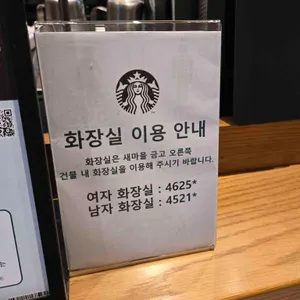 화장실 이용 안내
화장실은 새마을 금고 오른쪽
건물 내 화장실을 이용해 주시기 바랍니다.
여자 화장실 : 4625*
남자 화장실 : 4521*